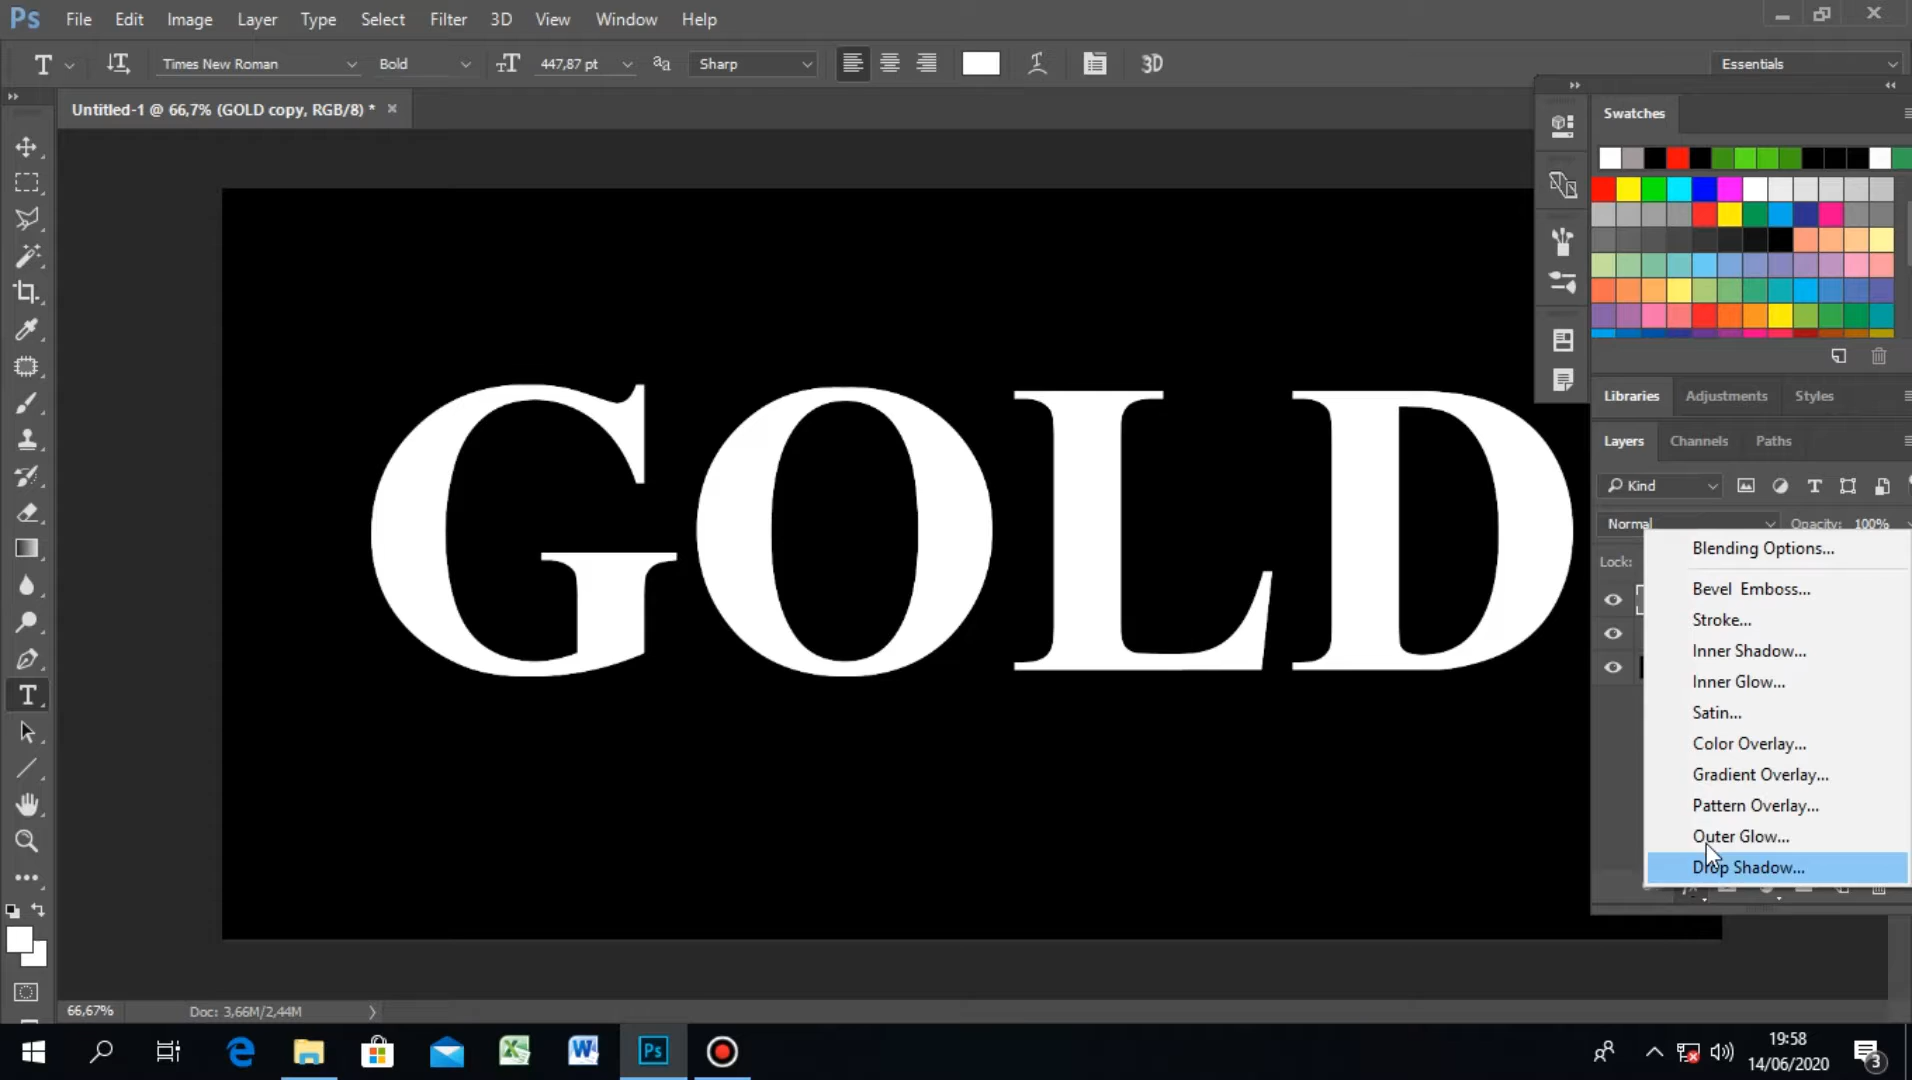 Ps File Edit Image Layer Type Select Filter 3D View Window Help
T Times New Roman Bold 447,87 pt aa Sharp 3D Essentials
Untitled-1 @ 66,7% (GOLD copy, RGB/8) *
Swatches
GOLD
Libraries Adjustments Styles
Layers Channels Paths
Kind
Normal Opacity: 100%
Lock:
Blending Options...
Bevel Emboss...
Stroke...
Inner Shadow...
Inner Glow...
Satin...
Color Overlay...
Gradient Overlay...
Pattern Overlay...
Outer Glow...
Drop Shadow...
66,67% Doc: 3,66M/2,44M
19:58
14/06/2020
3